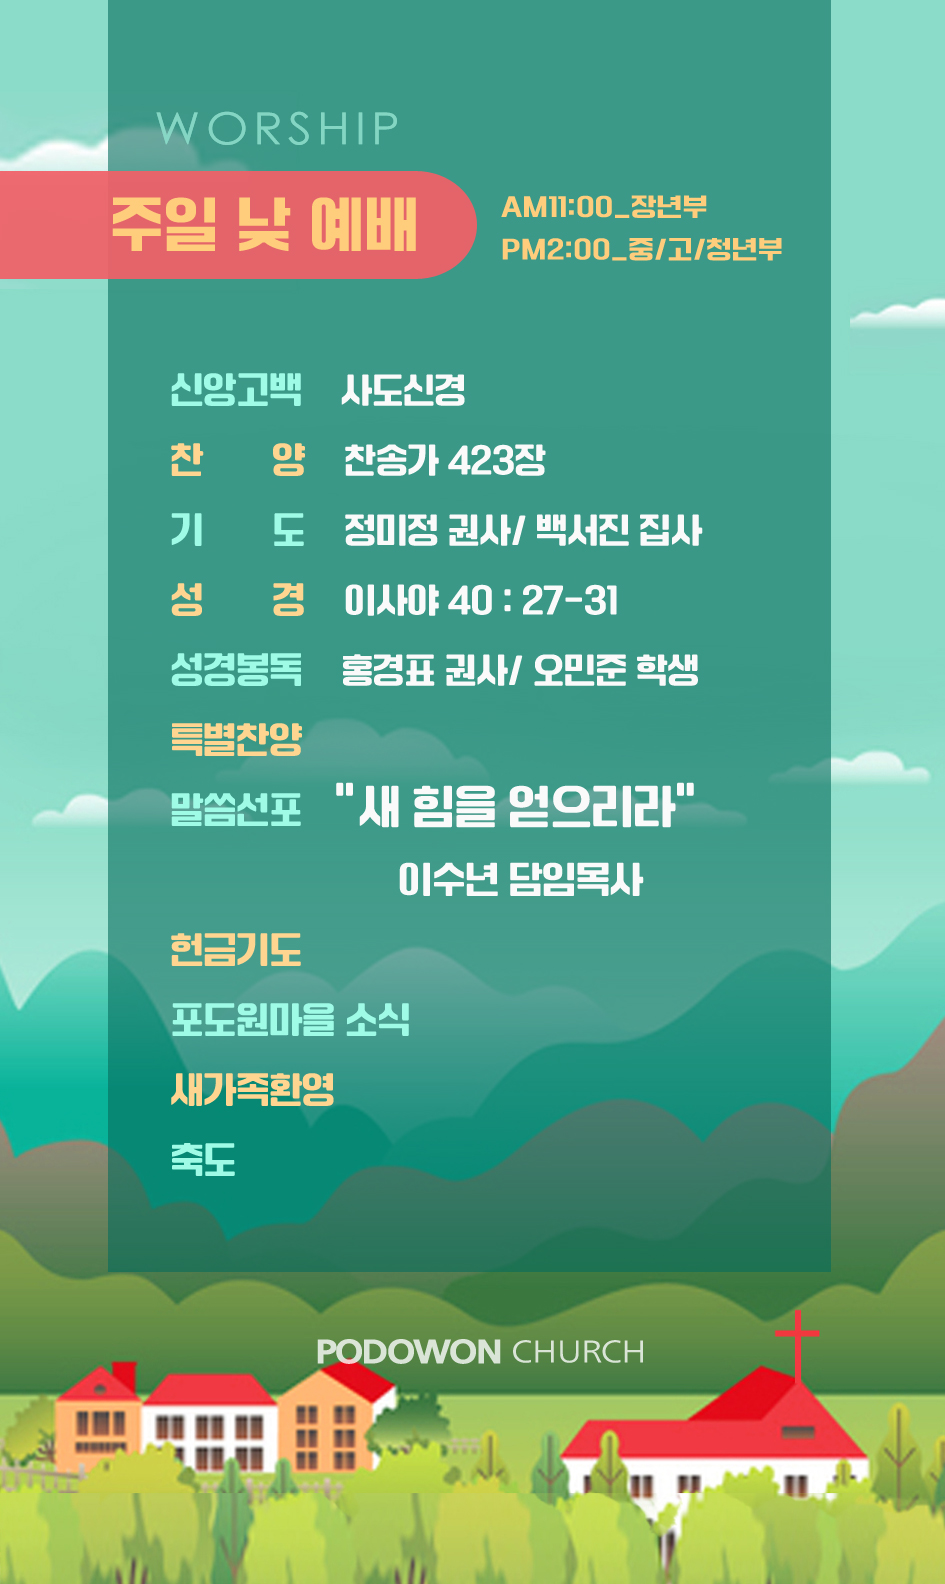 WORSHIP
주일 낮 예배
AM11:00_장년부
PM2:00_중/고/청년부
신앙고백 사도신경
찬 양 찬송가 423장
기 도 정미정 권사/ 백서진 집사
성 경 이사야 40 : 27-31
성경봉독 홍경표 권사/ 오민준 학생
특별찬양
말씀선포 "새 힘을 얻으리라"
이수년 담임목사
헌금기도
포도원마을 소식
새가족환영
축도
PODOWON CHURCH